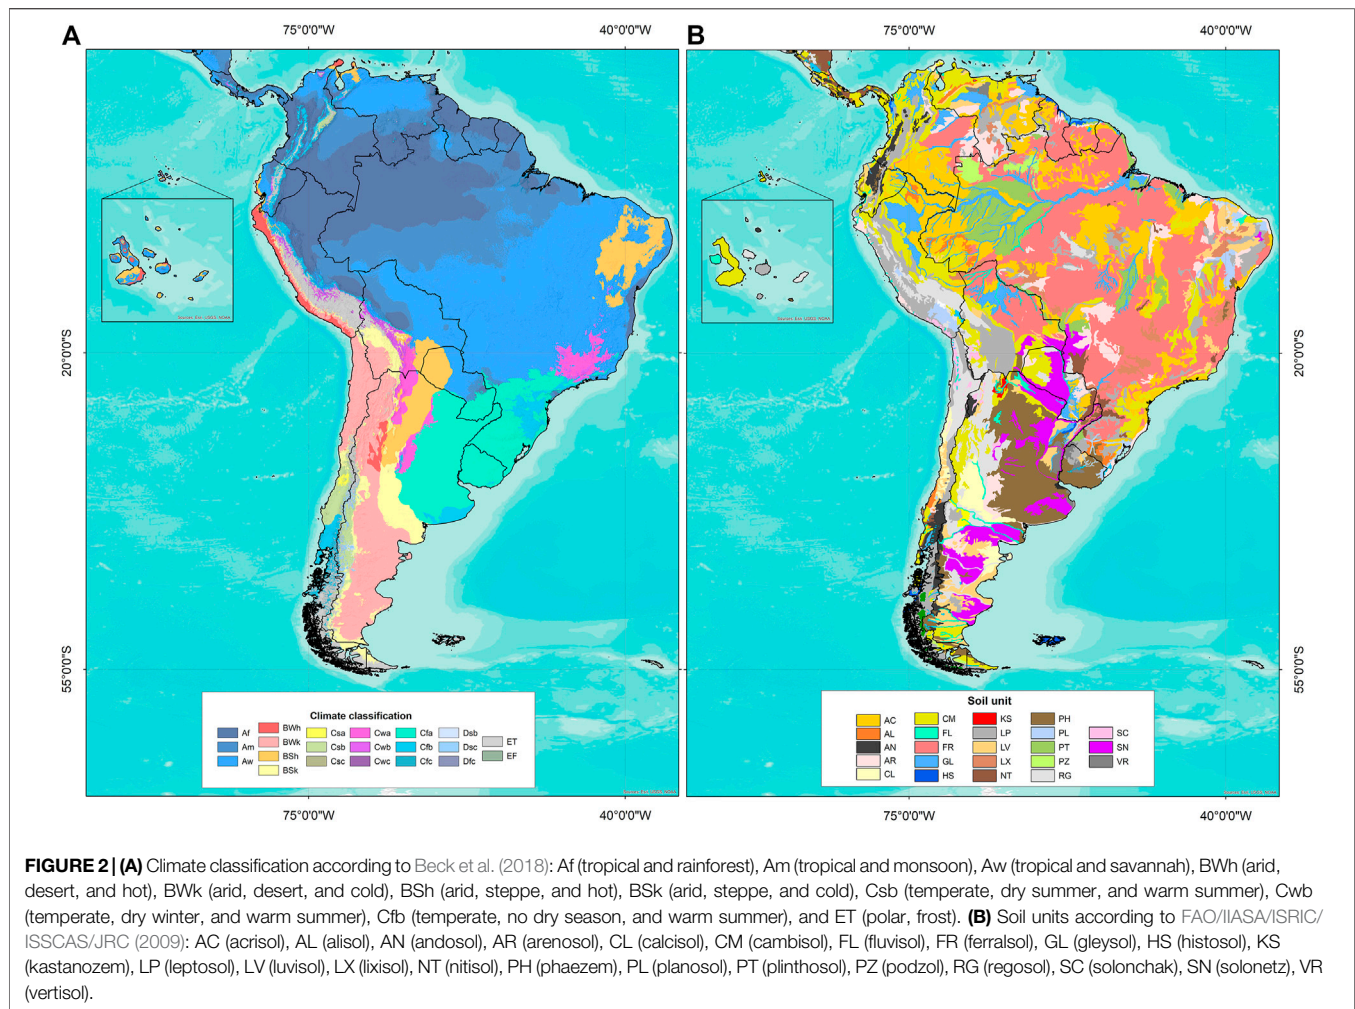 A
75°0'0"W
40°0'0"W
B
75°0'0"W
40°0'0"W
20°0'0"S
20°0'0"S
55°0'0"S
55°0'0"S
Climate classification
Af
Am
Aw
BWh
BWk
BSh
BSk
Csa
Csb
Csc
Cwa
Cwb
Cwc
Cfa
Cfb
Cfc
Dsb
Dsc
Dfc
ET
EF
Soil unit
AC
AL
AN
AR
CL
CM
FL
FR
GL
HS
KS
LP
LV
LX
NT
PH
PL
PT
PZ
RG
SC
SN
VR
75°0'0"W
40°0'0"W
75°0'0"W
40°0'0"W
FIGURE 2 | (A) Climate classification according to Beck et al. (2018): Af (tropical and rainforest), Am (tropical and monsoon), Aw (tropical and savannah), BWh (arid,
desert, and hot), BWk (arid, desert, and cold), BSh (arid, steppe, and hot), BSk (arid, steppe, and cold), Csb (temperate, dry summer, and warm summer), Cwb
(temperate, dry winter, and warm summer), Cfb (temperate, no dry season, and warm summer), and ET (polar, frost). (B) Soil units according to FAO/IIASA/ISRIC/
ISSCAS/JRC (2009): AC (acrisol), AL (alisol), AN (andosol), AR (arenosol), CL (calcisol), CM (cambisol), FL (fluvisol), FR (ferralsol), GL (gleysol), HS (histosol), KS
(kastanozem), LP (leptosol), LV (luvisol), LX (lixisol), NT (nitisol), PH (phaezem), PL (planosol), PT (plinthosol), PZ (podzol), RG (regosol), SC (solonchak), SN (solonetz), VR
(vertisol).